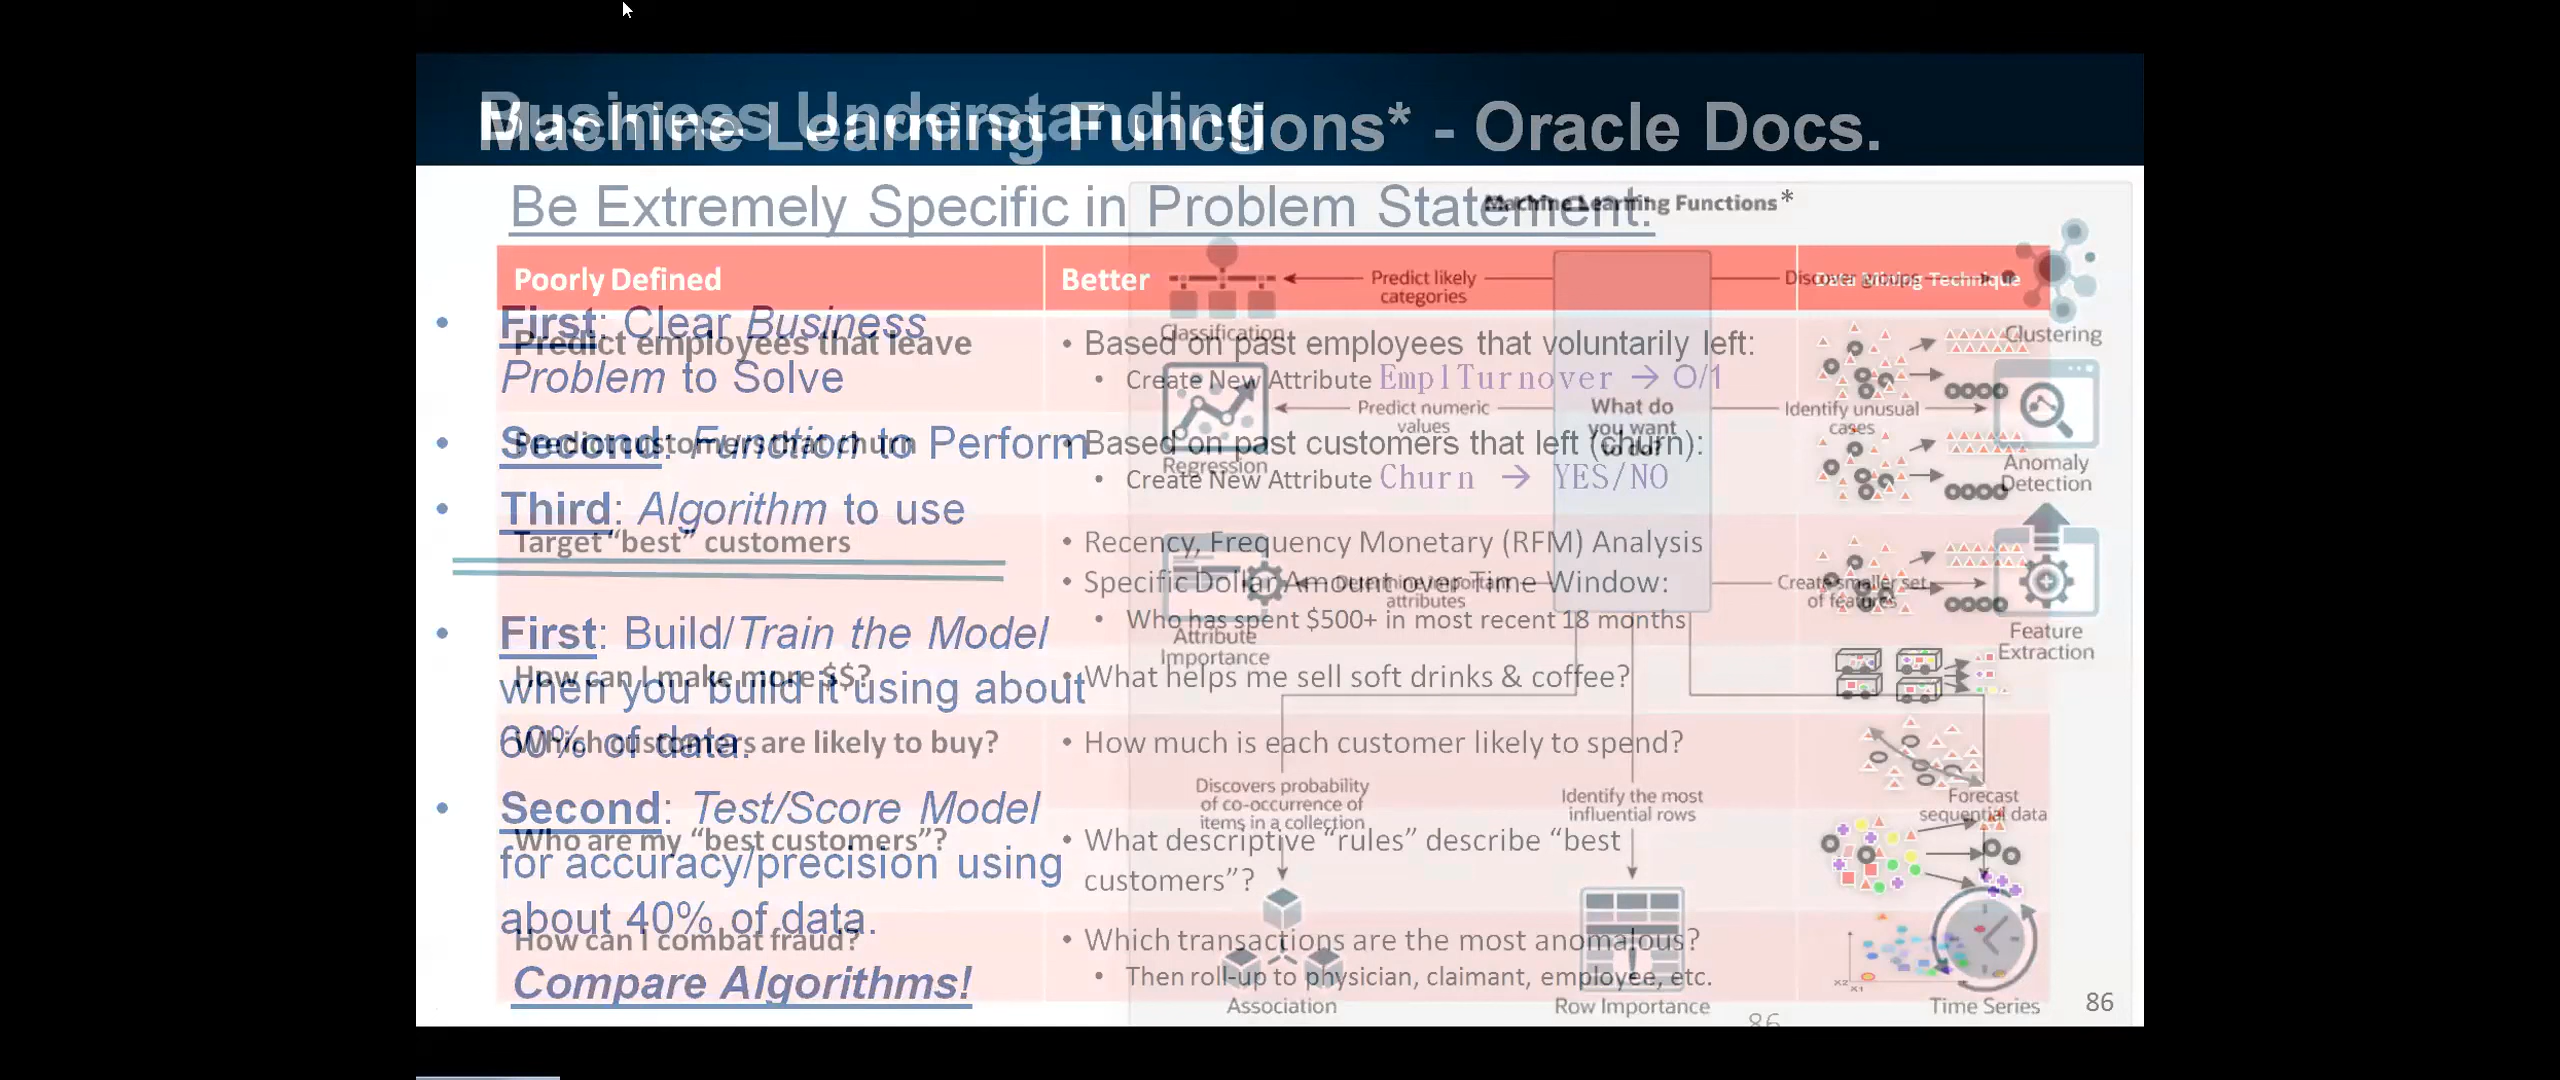 Business Understanding
Machine Learning Functions* - Oracle Docs.
Be Extremely Specific in Problem Statement:
Poorly Defined
Better
Data Mining Technique
Predict employees that leave
• Based on past employees that voluntarily left:
• Create New Attribute EmplTurnover → O/1
Predict customers that churn
• Based on past customers that left (churn):
• Create New Attribute Churn → YES/NO
Target “best” customers
• Recency, Frequency Monetary (RFM) Analysis
• Specific Dollar Amount over Time Window:
• Who has spent $500+ in most recent 18 months
How can I make more $$?
• What helps me sell soft drinks & coffee?
Which customers are likely to buy?
• How much is each customer likely to spend?
Who are my “best customers”?
• What descriptive “rules” describe “best
customers”?
How can I combat fraud?
• Which transactions are the most anomalous?
• Then roll-up to physician, claimant, employee, etc.
X2
X1
86
• First: Clear Business
Problem to Solve
• Second: Function to Perform
• Third: Algorithm to use
• First: Build/Train the Model
when you build it using about
60% of data.
• Second: Test/Score Model
for accuracy/precision using
about 40% of data.
Compare Algorithms!
Machine Learning Functions*
Predict likely
categories
Classification
Discover groups
Clustering
What do
you want
to do?
Predict numeric
values
Regression
Identify unusual
cases
Anomaly
Detection
Determine important
attributes
Attribute
Importance
Create smaller set
of features
Feature
Extraction
Discovers probability
of co-occurrence of
items in a collection
Association
Identify the most
influential rows
Row Importance
Forecast
sequential data
Time Series
86